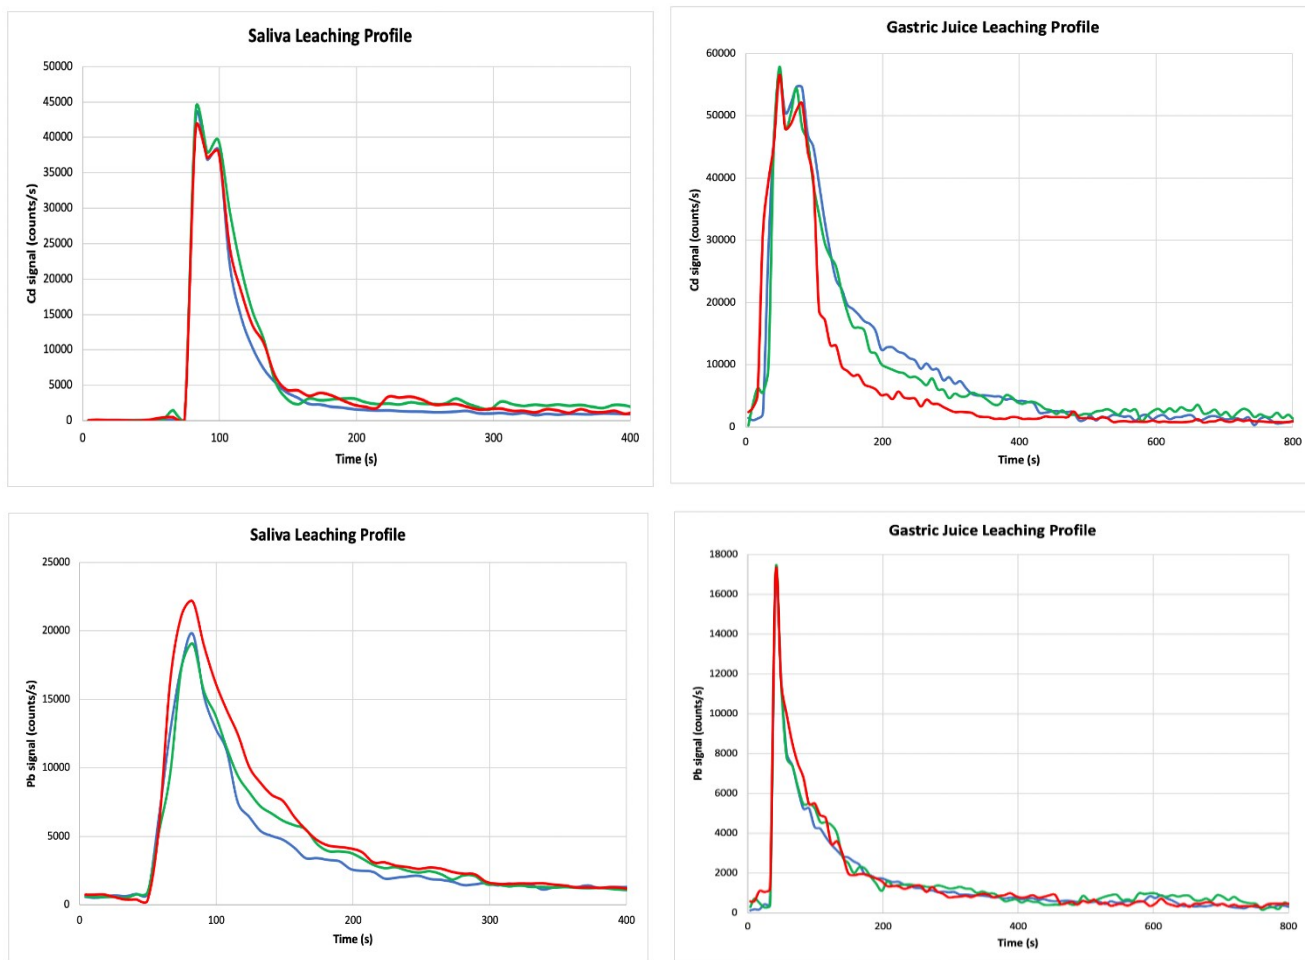 Saliva Leaching Profile
50000
45000
40000
35000
30000
25000
20000
15000
10000
5000
0
Cd signal (counts/s)
0 100 200 300 400
Time (s)
Gastric Juice Leaching Profile
60000
50000
40000
30000
20000
10000
0
Cd signal (counts/s)
0 200 400 600 800
Time (s)
Saliva Leaching Profile
25000
20000
15000
10000
5000
0
Pb signal (counts/s)
0 100 200 300 400
Time (s)
Gastric Juice Leaching Profile
18000
16000
14000
12000
10000
8000
6000
4000
2000
0
Pb signal (counts/s)
0 200 400 600 800
Time (s)